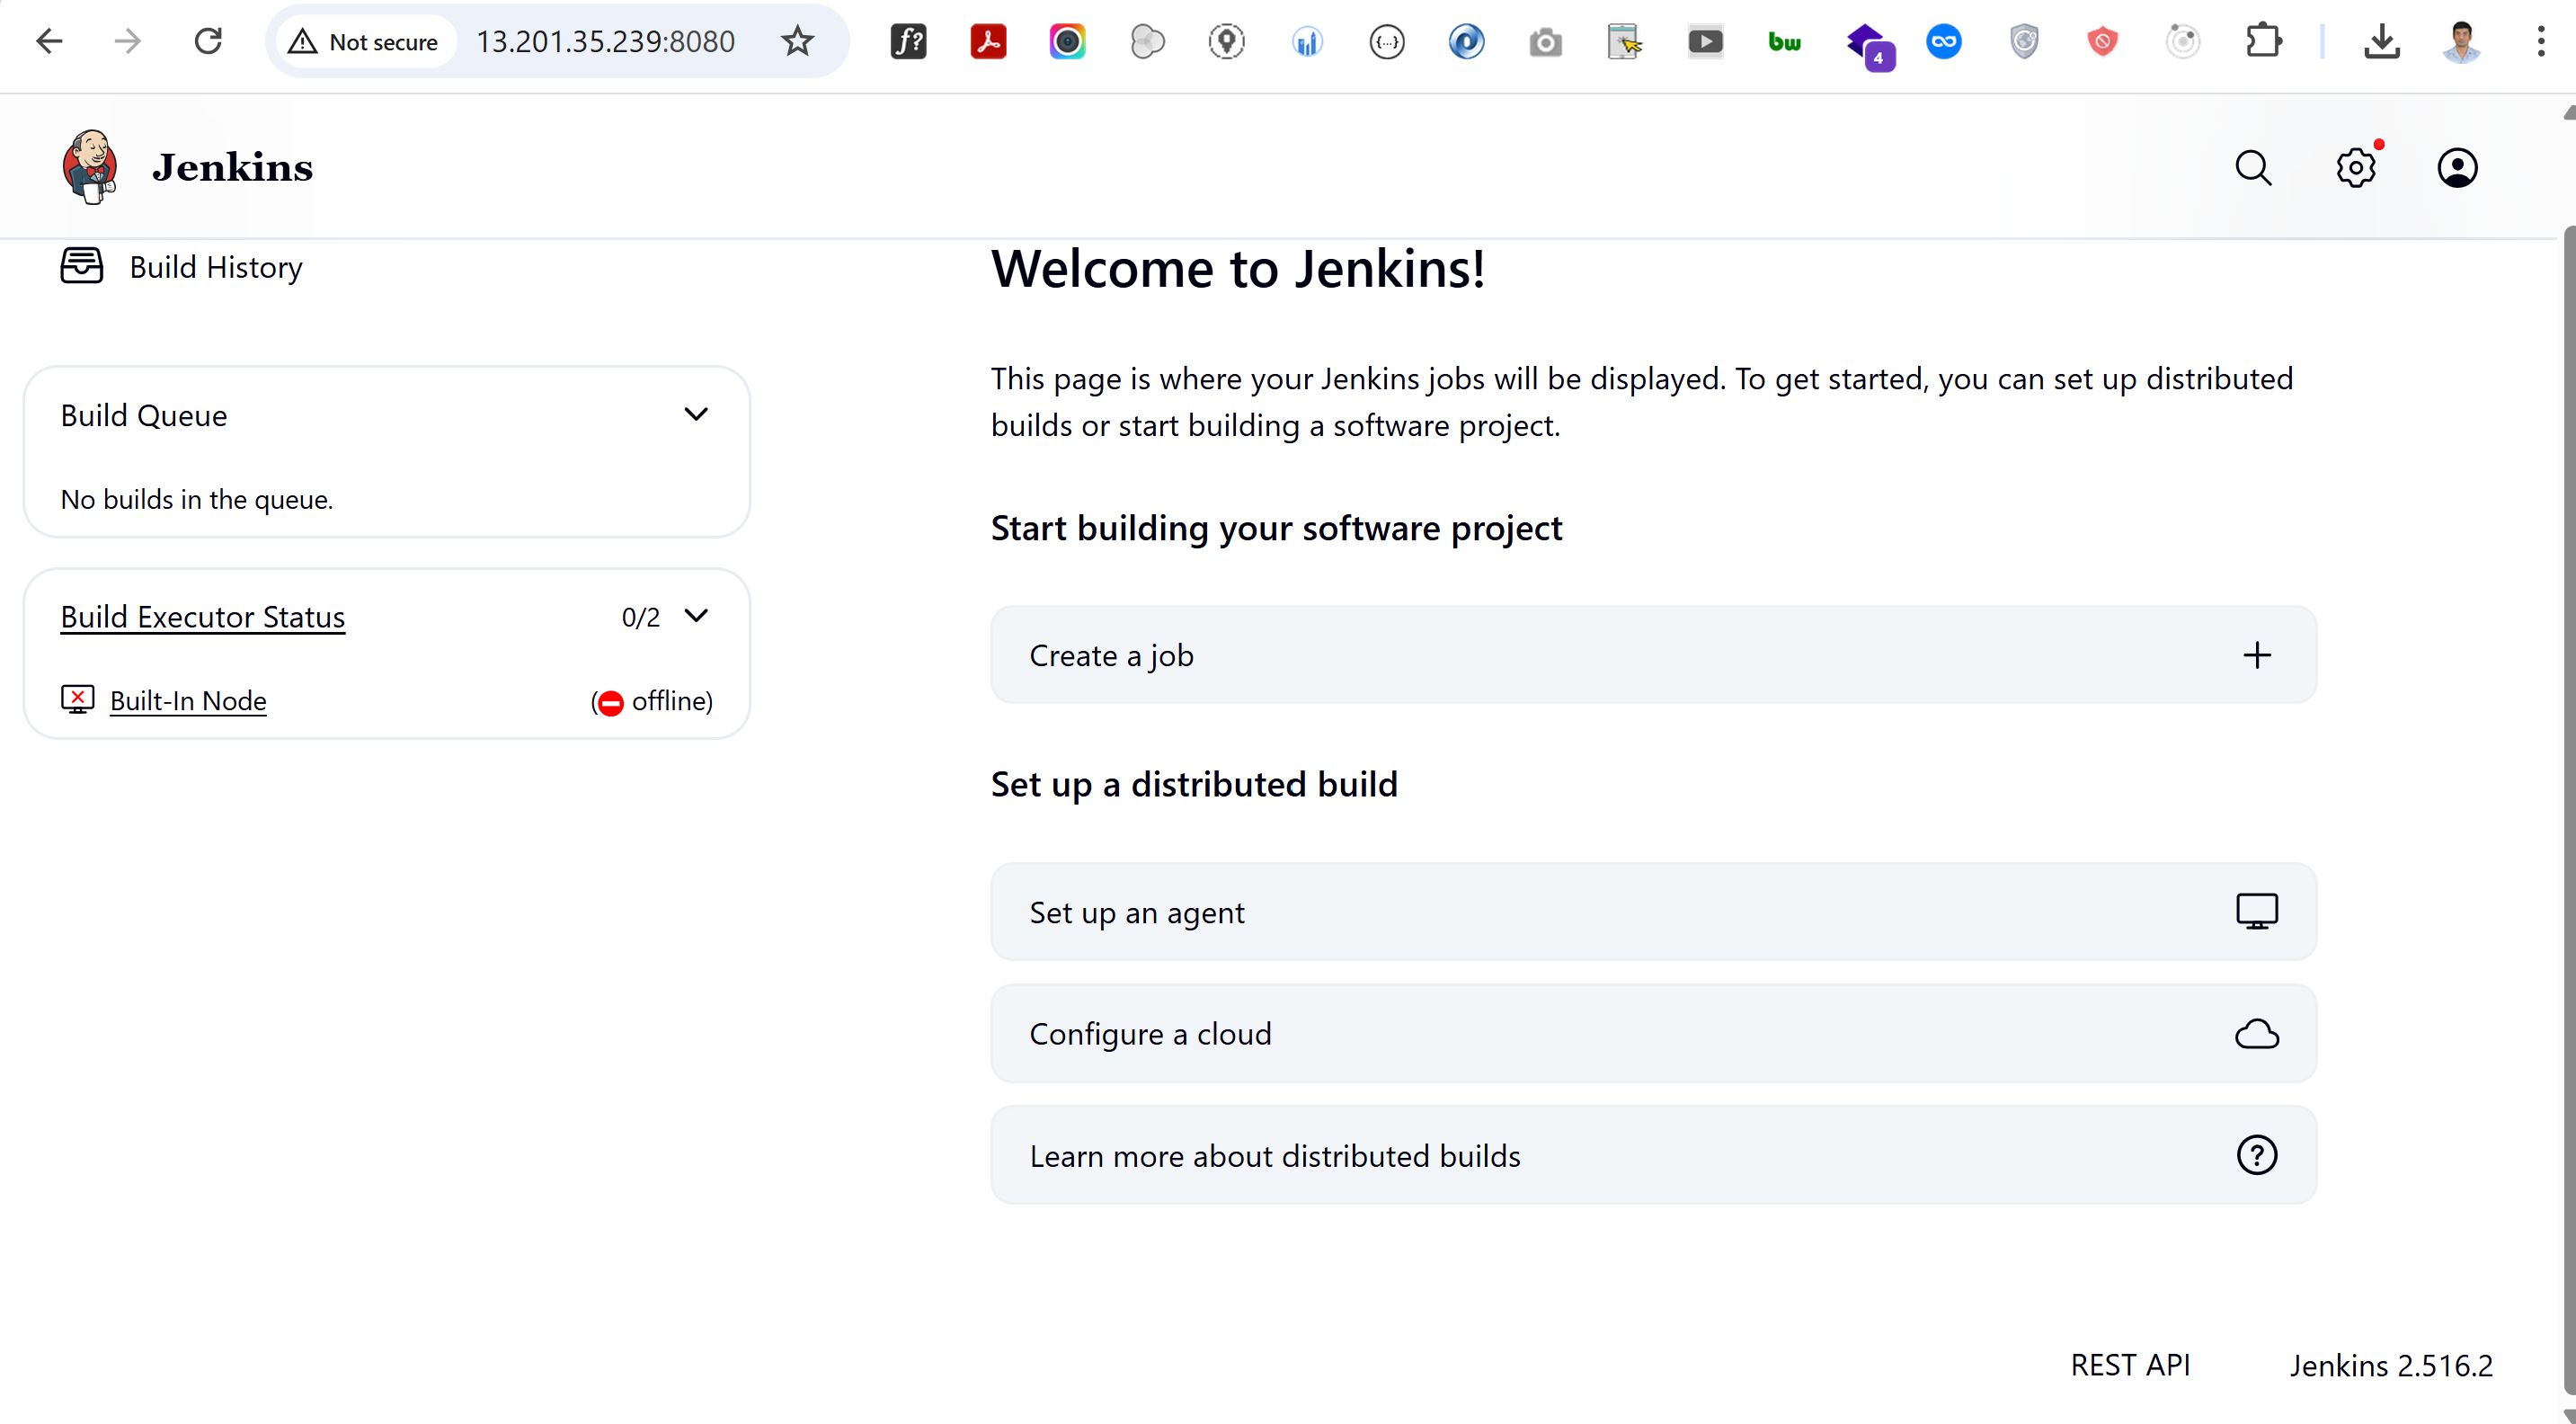 Not secure
13.201.35.239:8080
f?
{...}
bw
4
Jenkins
Build History
Build Queue
No builds in the queue.
Build Executor Status
0/2
Built-In Node
(offline)
Welcome to Jenkins!
This page is where your Jenkins jobs will be displayed. To get started, you can set up distributed
builds or start building a software project.
Start building your software project
Create a job
Set up a distributed build
Set up an agent
Configure a cloud
Learn more about distributed builds
REST API
Jenkins 2.516.2